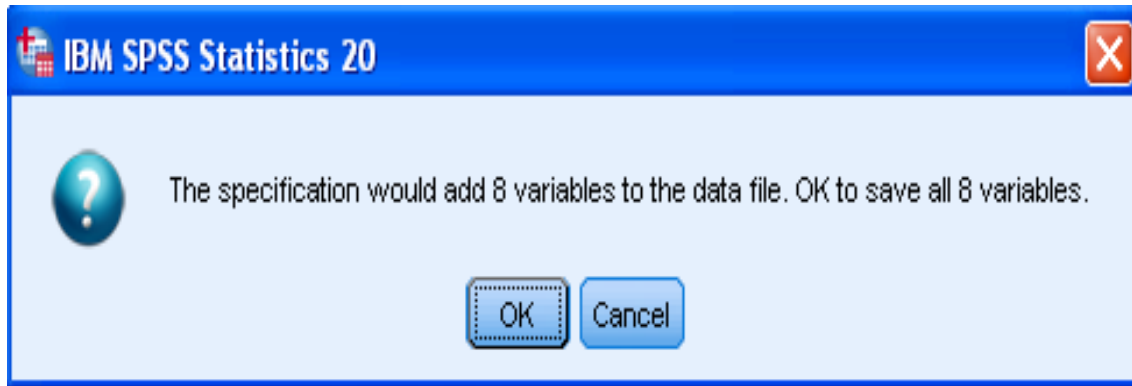 IBM SPSS Statistics 20
The specification would add 8 variables to the data file. OK to save all 8 variables.
OK
Cancel